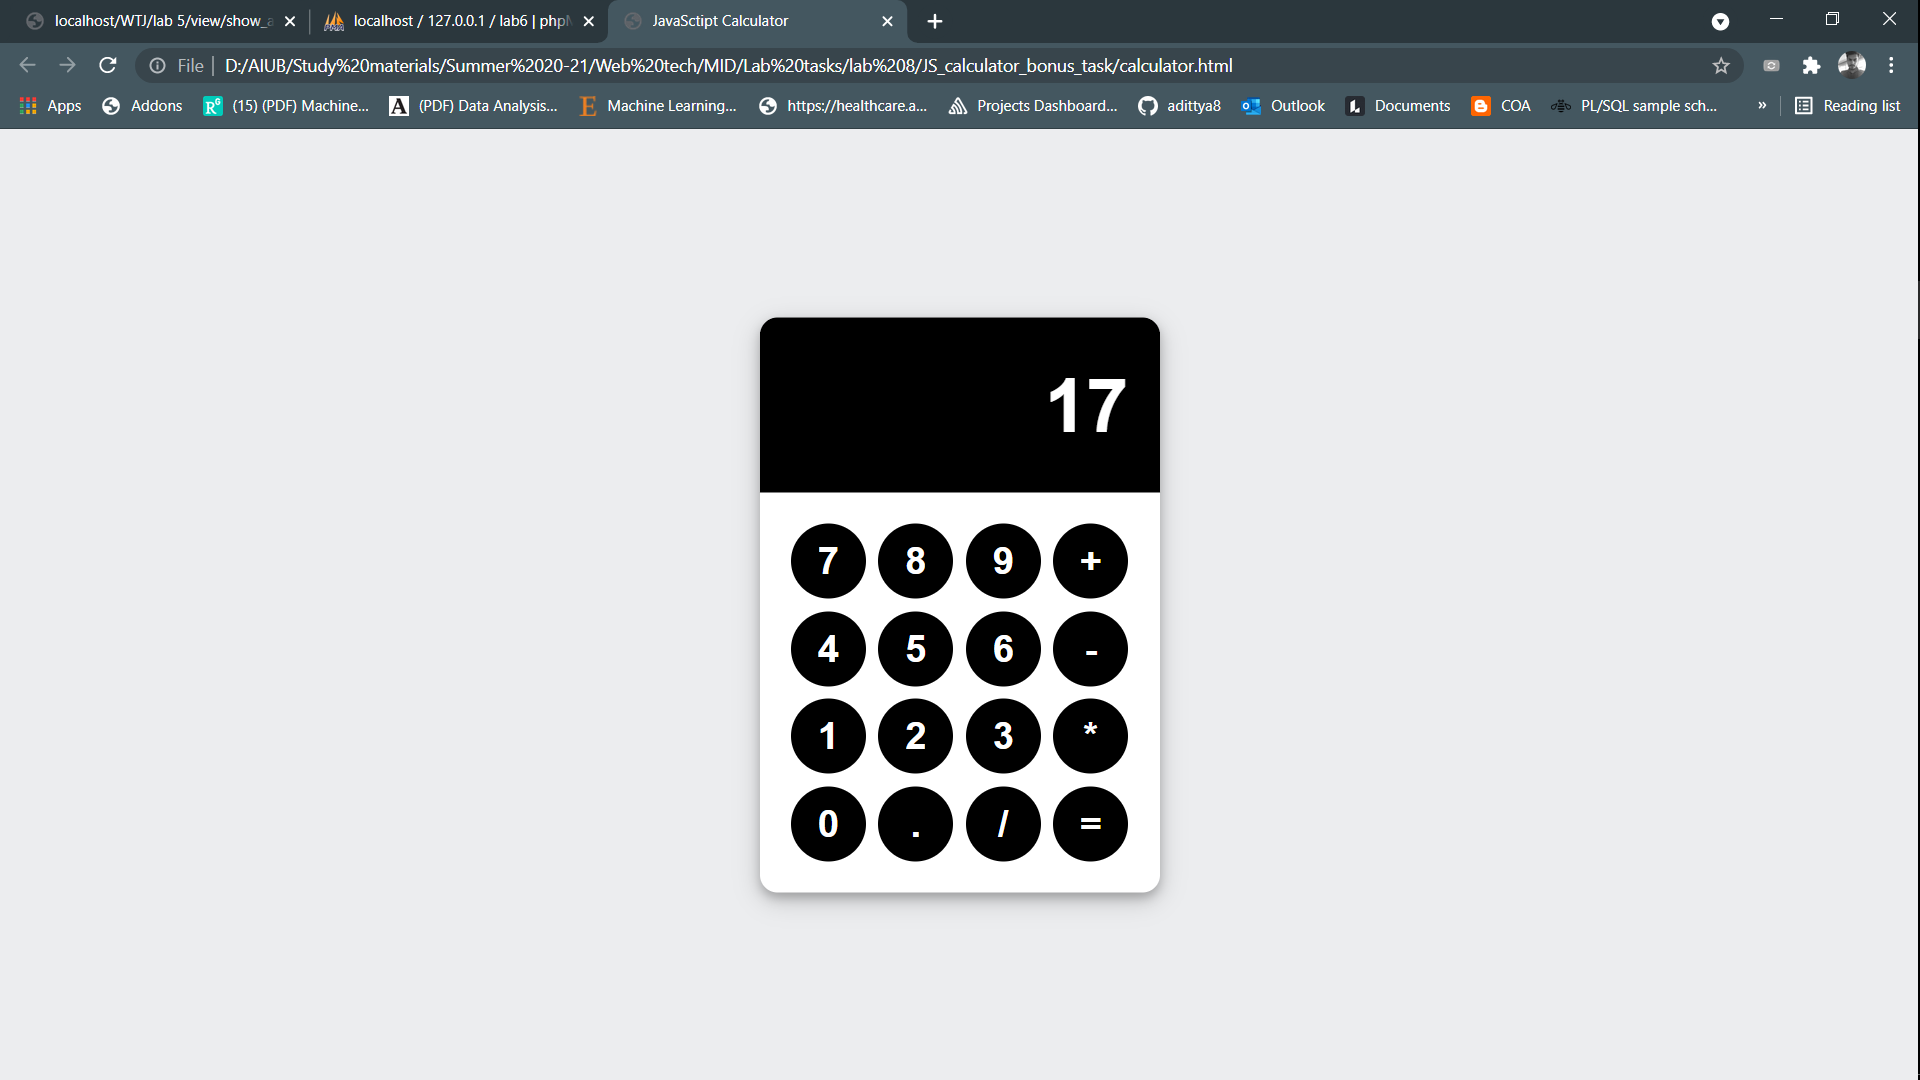 localhost/WTJ/lab 5/view/show_a
localhost / 127.0.0.1 / lab6 | phpM
JavaSctipt Calculator
File | D:/AIUB/Study%20materials/Summer%2020-21/Web%20tech/MID/Lab%20tasks/lab%208/JS_calculator_bonus_task/calculator.html
Apps Addons (15) (PDF) Machine... (PDF) Data Analysis... Machine Learning... https://healthcare.a... Projects Dashboard... adittya8 Outlook Documents COA PL/SQL sample sch... » Reading list
17
7 8 9 +
4 5 6 -
1 2 3 *
0 . / =